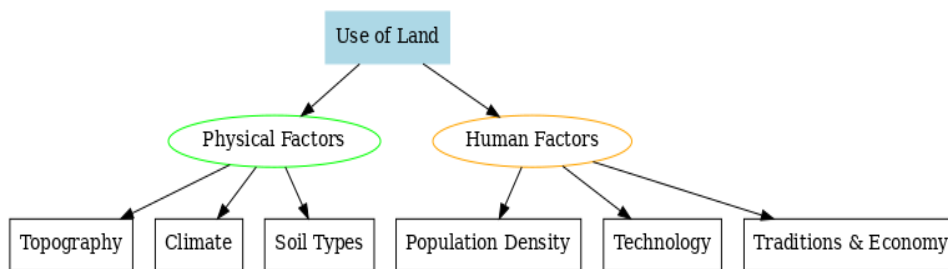 Use of Land
Physical Factors
Human Factors
Topography
Climate
Soil Types
Population Density
Technology
Traditions & Economy